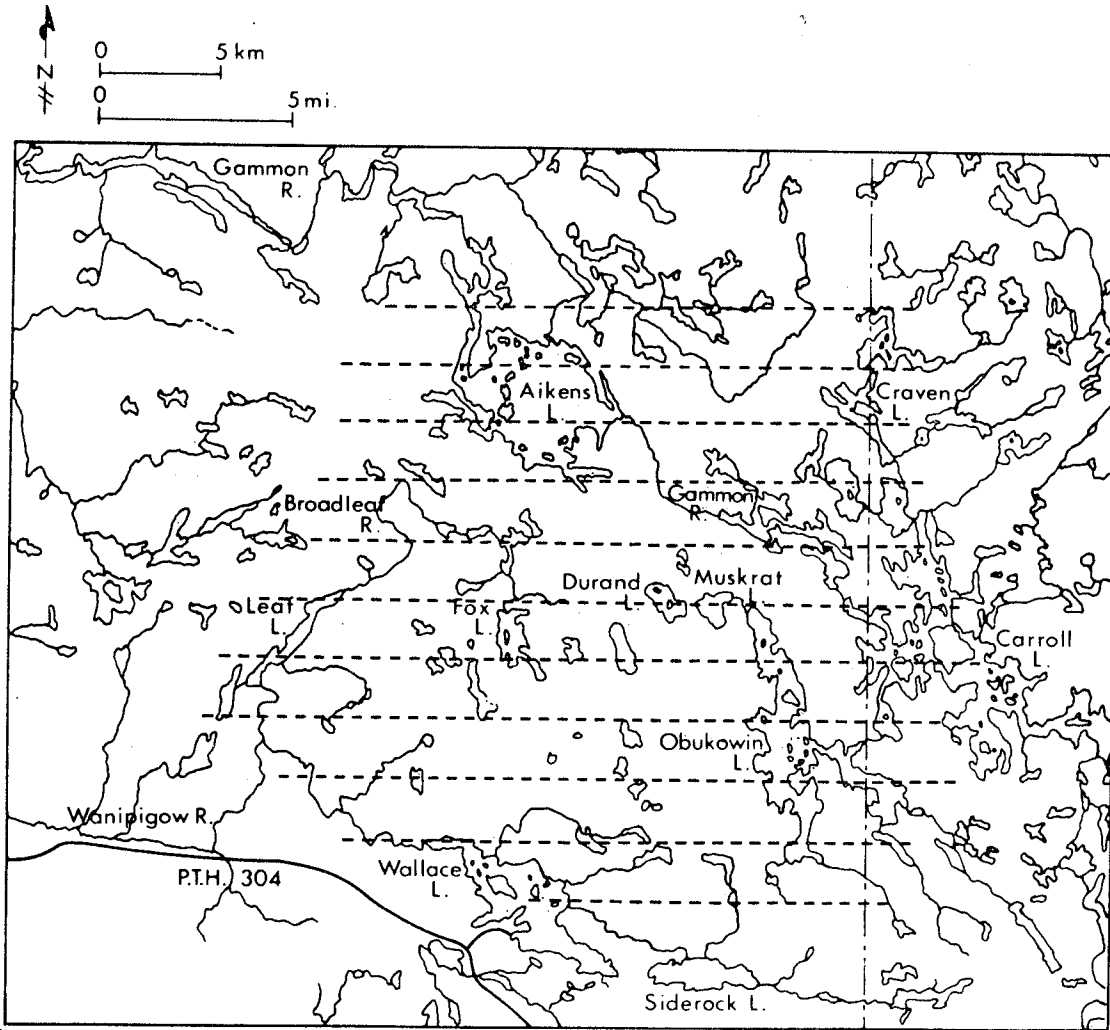 0 5 km
N
0 5 mi.
Gammon
R.
Aikens
L.
Craven
L.
Broadleaf
R.
Gammon
R.
Durand
L.
Muskrat
L.
Leaf
L.
Fox
L.
Carroll
L.
Obukowin
L.
Wanipigow R.
P.T.H. 304
Wallace
L.
Siderock L.